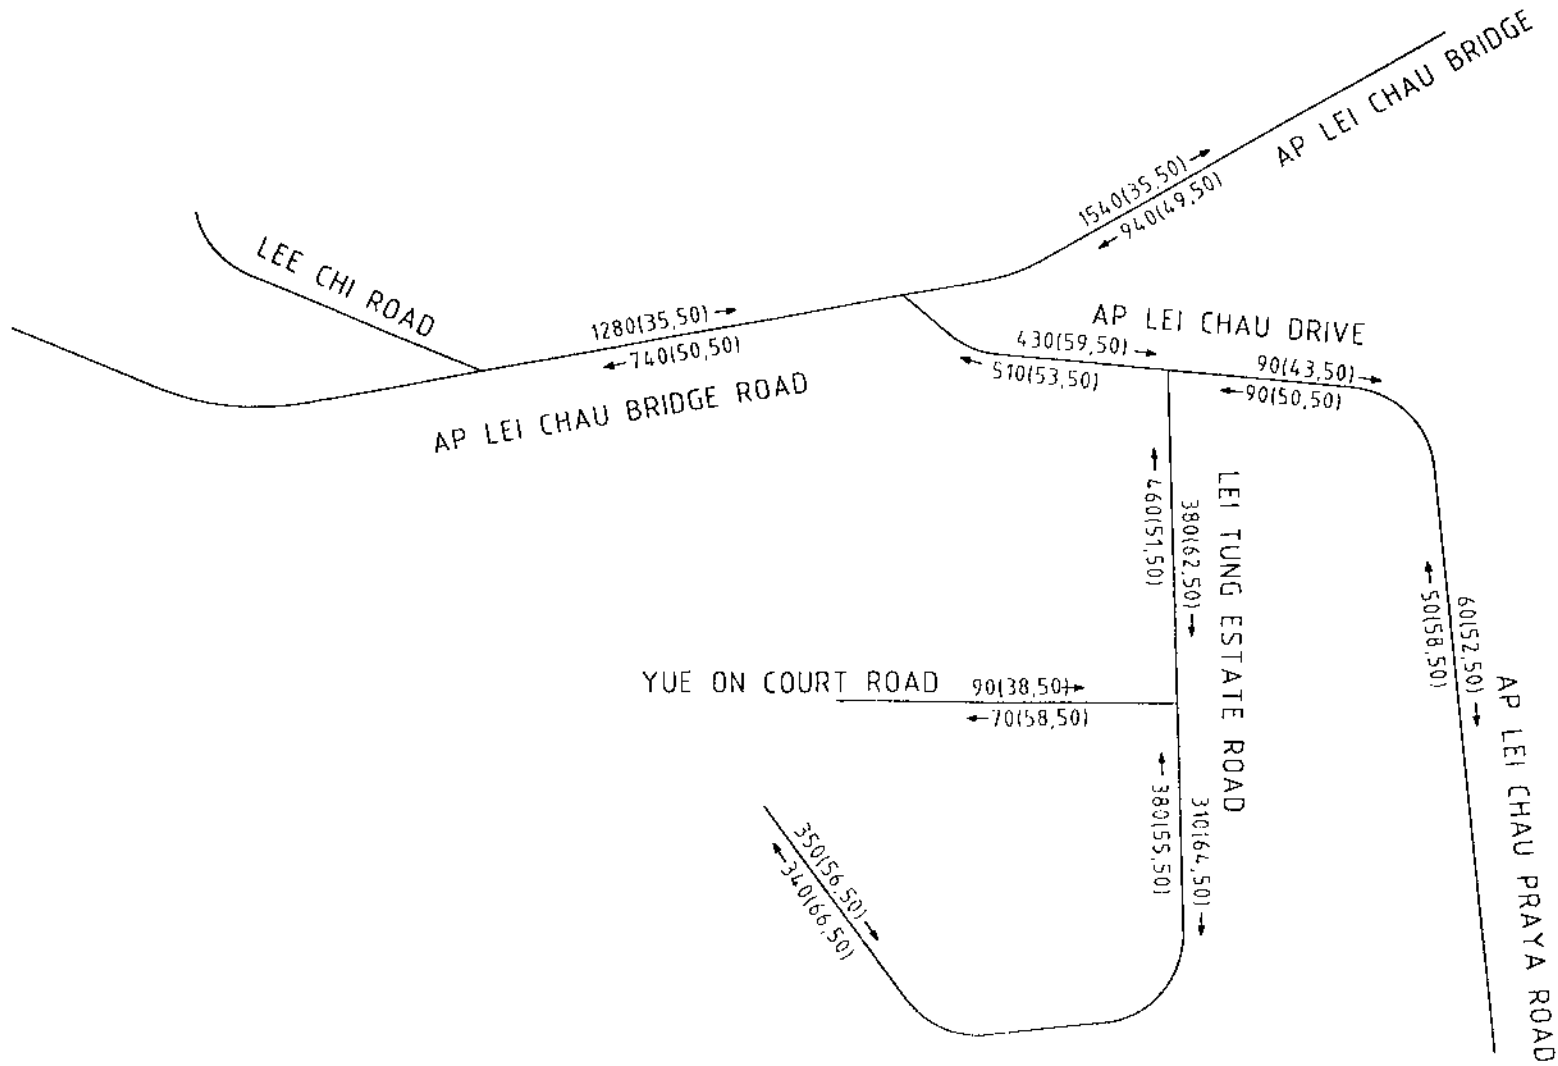 AP LEI CHAU BRIDGE
1540(35,50)
940(49,50)
LEE CHI ROAD
1280(35,50)
740(50,50)
AP LEI CHAU BRIDGE ROAD
AP LEI CHAU DRIVE
430(59,50)
510(53,50)
90(43,50)
90(50,50)
LEI TUNG ESTATE ROAD
460(51,50)
380(62,50)
60(52,50)
50(58,50)
YUE ON COURT ROAD
90(38,50)
70(58,50)
AP LEI CHAU PRAYA ROAD
380(55,50)
310(64,50)
350(56,50)
340(66,50)